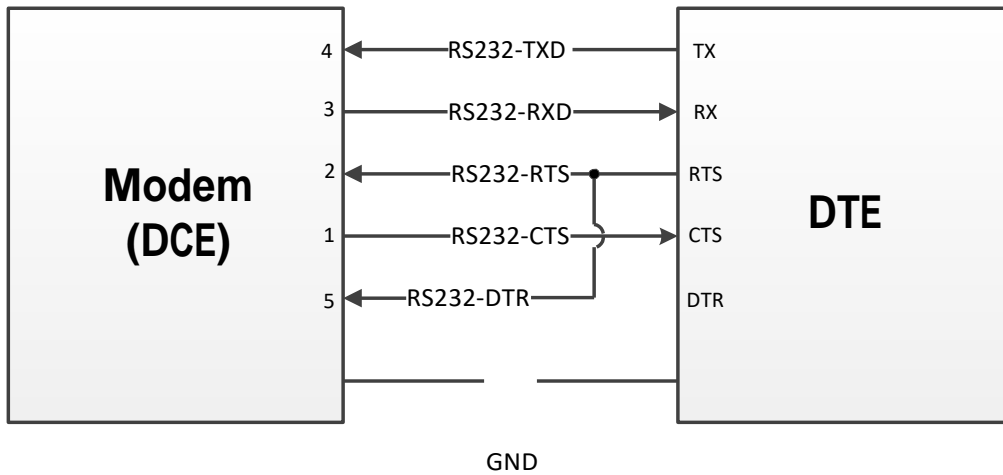 4 RS232-TXD TX
3 RS232-RXD RX
2 RS232-RTS RTS
Modem
(DCE)
DTE
1 RS232-CTS CTS
5 RS232-DTR DTR
GND